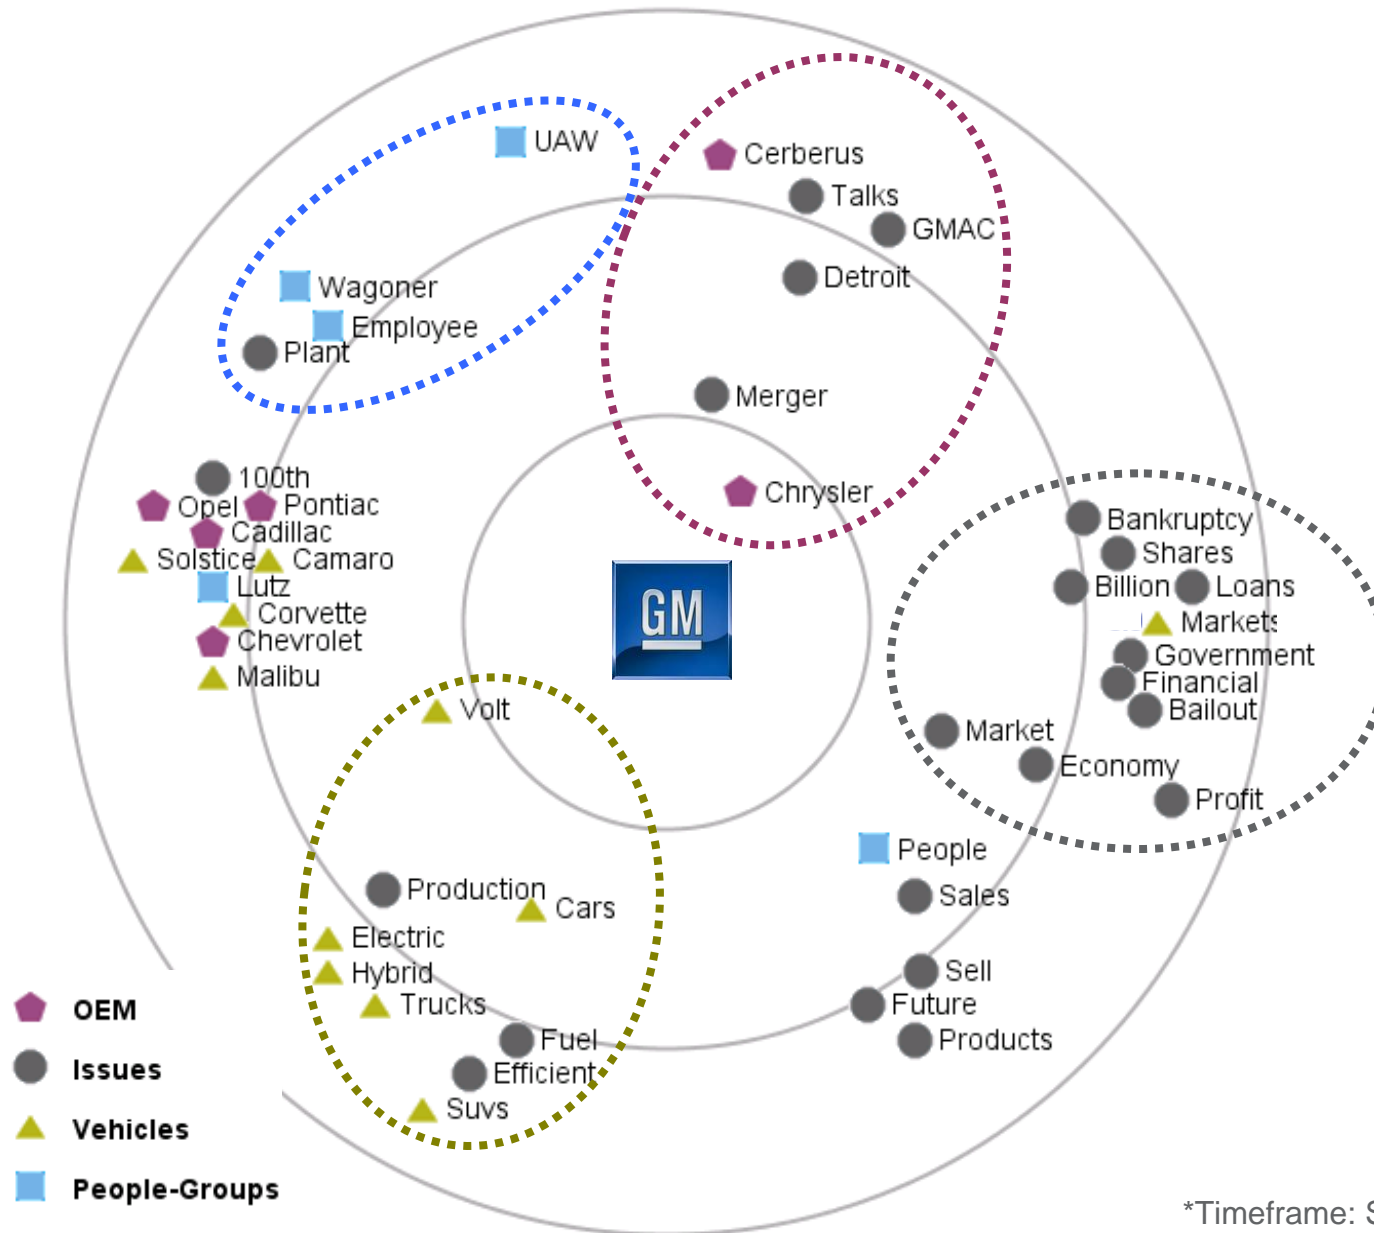 UAW
Cerberus
Talks
GMAC
Detroit
Wagoner
Employee
Plant
Merger
Chrysler
100th
Opel
Pontiac
Cadillac
Solstice
Camaro
Lutz
Corvette
Chevrolet
Malibu
GM
Bankruptcy
Shares
Billion
Loans
Markets
Government
Financial
Bailout
Market
Economy
Profit
Volt
Production
Cars
Electric
Hybrid
Trucks
Fuel
Efficient
Suvs
People
Sales
Sell
Future
Products
OEM
Issues
Vehicles
People-Groups
*Timeframe: S